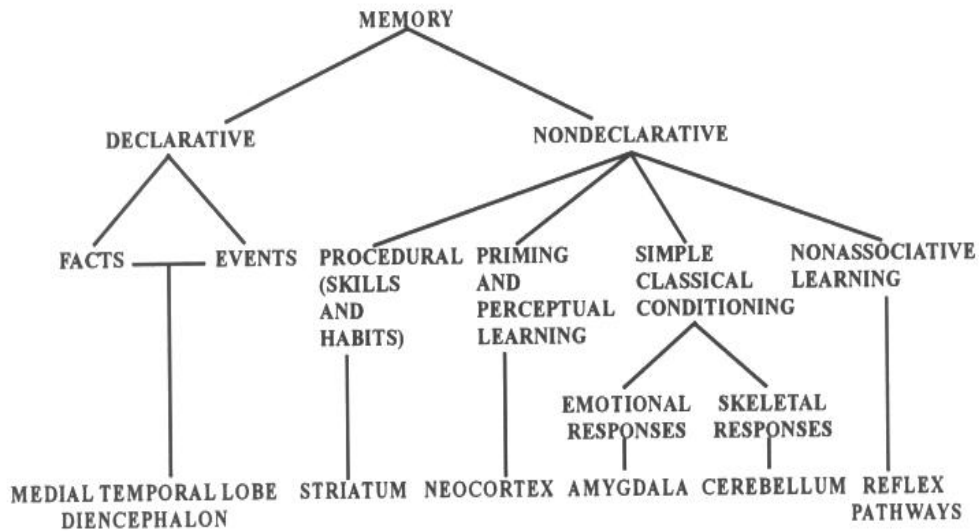 MEMORY
DECLARATIVE
NONDECLARATIVE
FACTS
EVENTS
PROCEDURAL
(SKILLS
AND
HABITS)
PRIMING
AND
PERCEPTUAL
LEARNING
SIMPLE
CLASSICAL
CONDITIONING
NONASSOCIATIVE
LEARNING
EMOTIONAL
RESPONSES
SKELETAL
RESPONSES
MEDIAL TEMPORAL LOBE
DIENCEPHALON
STRIATUM
NEOCORTEX
AMYGDALA
CEREBELLUM
REFLEX
PATHWAYS